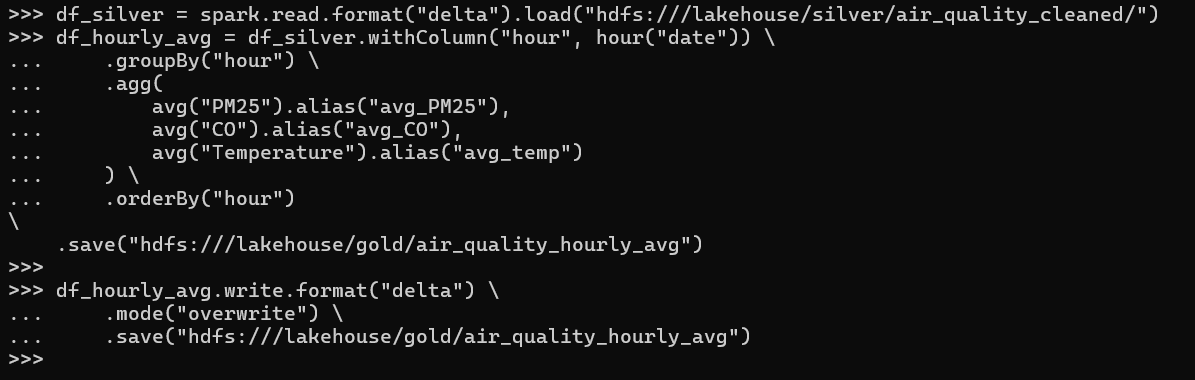 >>> df_silver = spark.read.format("delta").load("hdfs:///lakehouse/silver/air_quality_cleaned/")
>>> df_hourly_avg = df_silver.withColumn("hour", hour("date")) \
...     .groupBy("hour") \
...     .agg(
...         avg("PM25").alias("avg_PM25"),
...         avg("CO").alias("avg_CO"),
...         avg("Temperature").alias("avg_temp")
...     ) \
...     .orderBy("hour")
\
    .save("hdfs:///lakehouse/gold/air_quality_hourly_avg")
>>>
>>> df_hourly_avg.write.format("delta") \
...     .mode("overwrite") \
...     .save("hdfs:///lakehouse/gold/air_quality_hourly_avg")
>>>